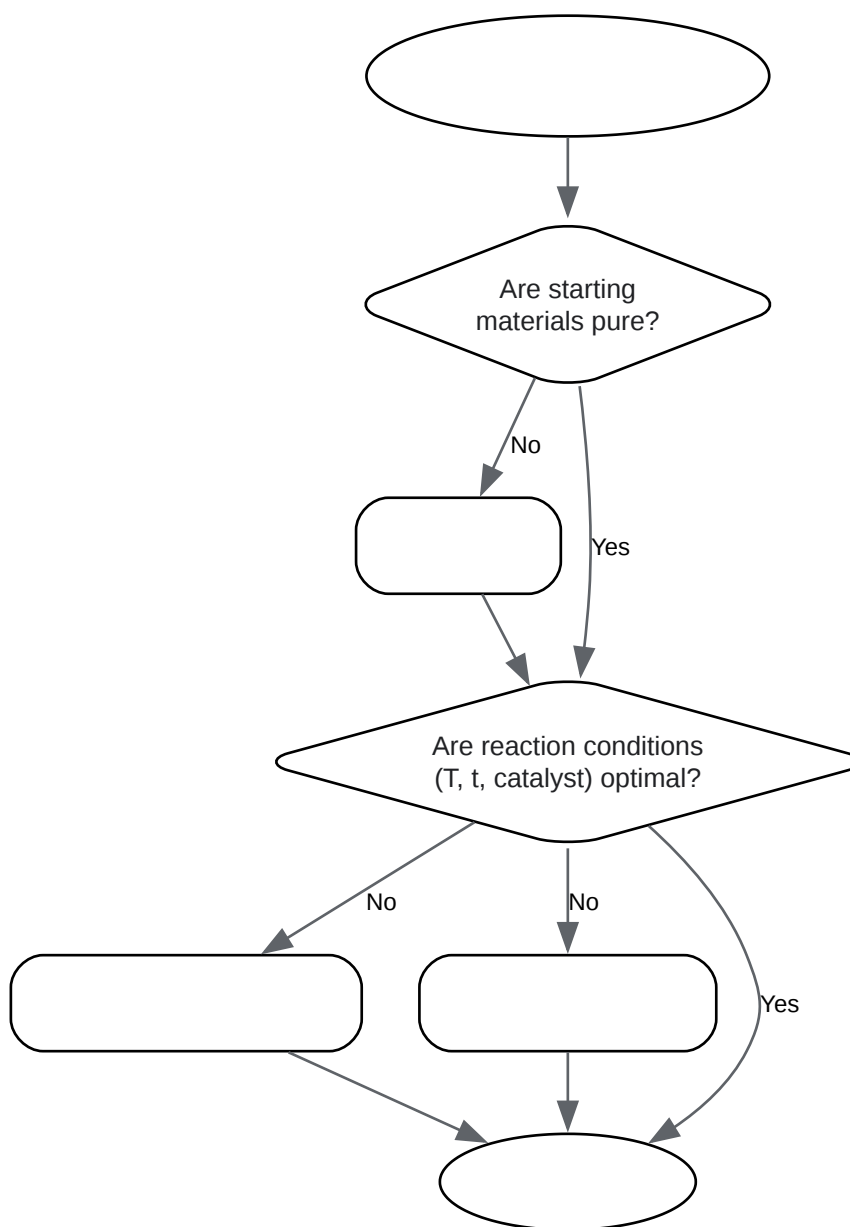 Are starting
materials pure?
No
Yes
Are reaction conditions
(T, t, catalyst) optimal?
No
No
Yes